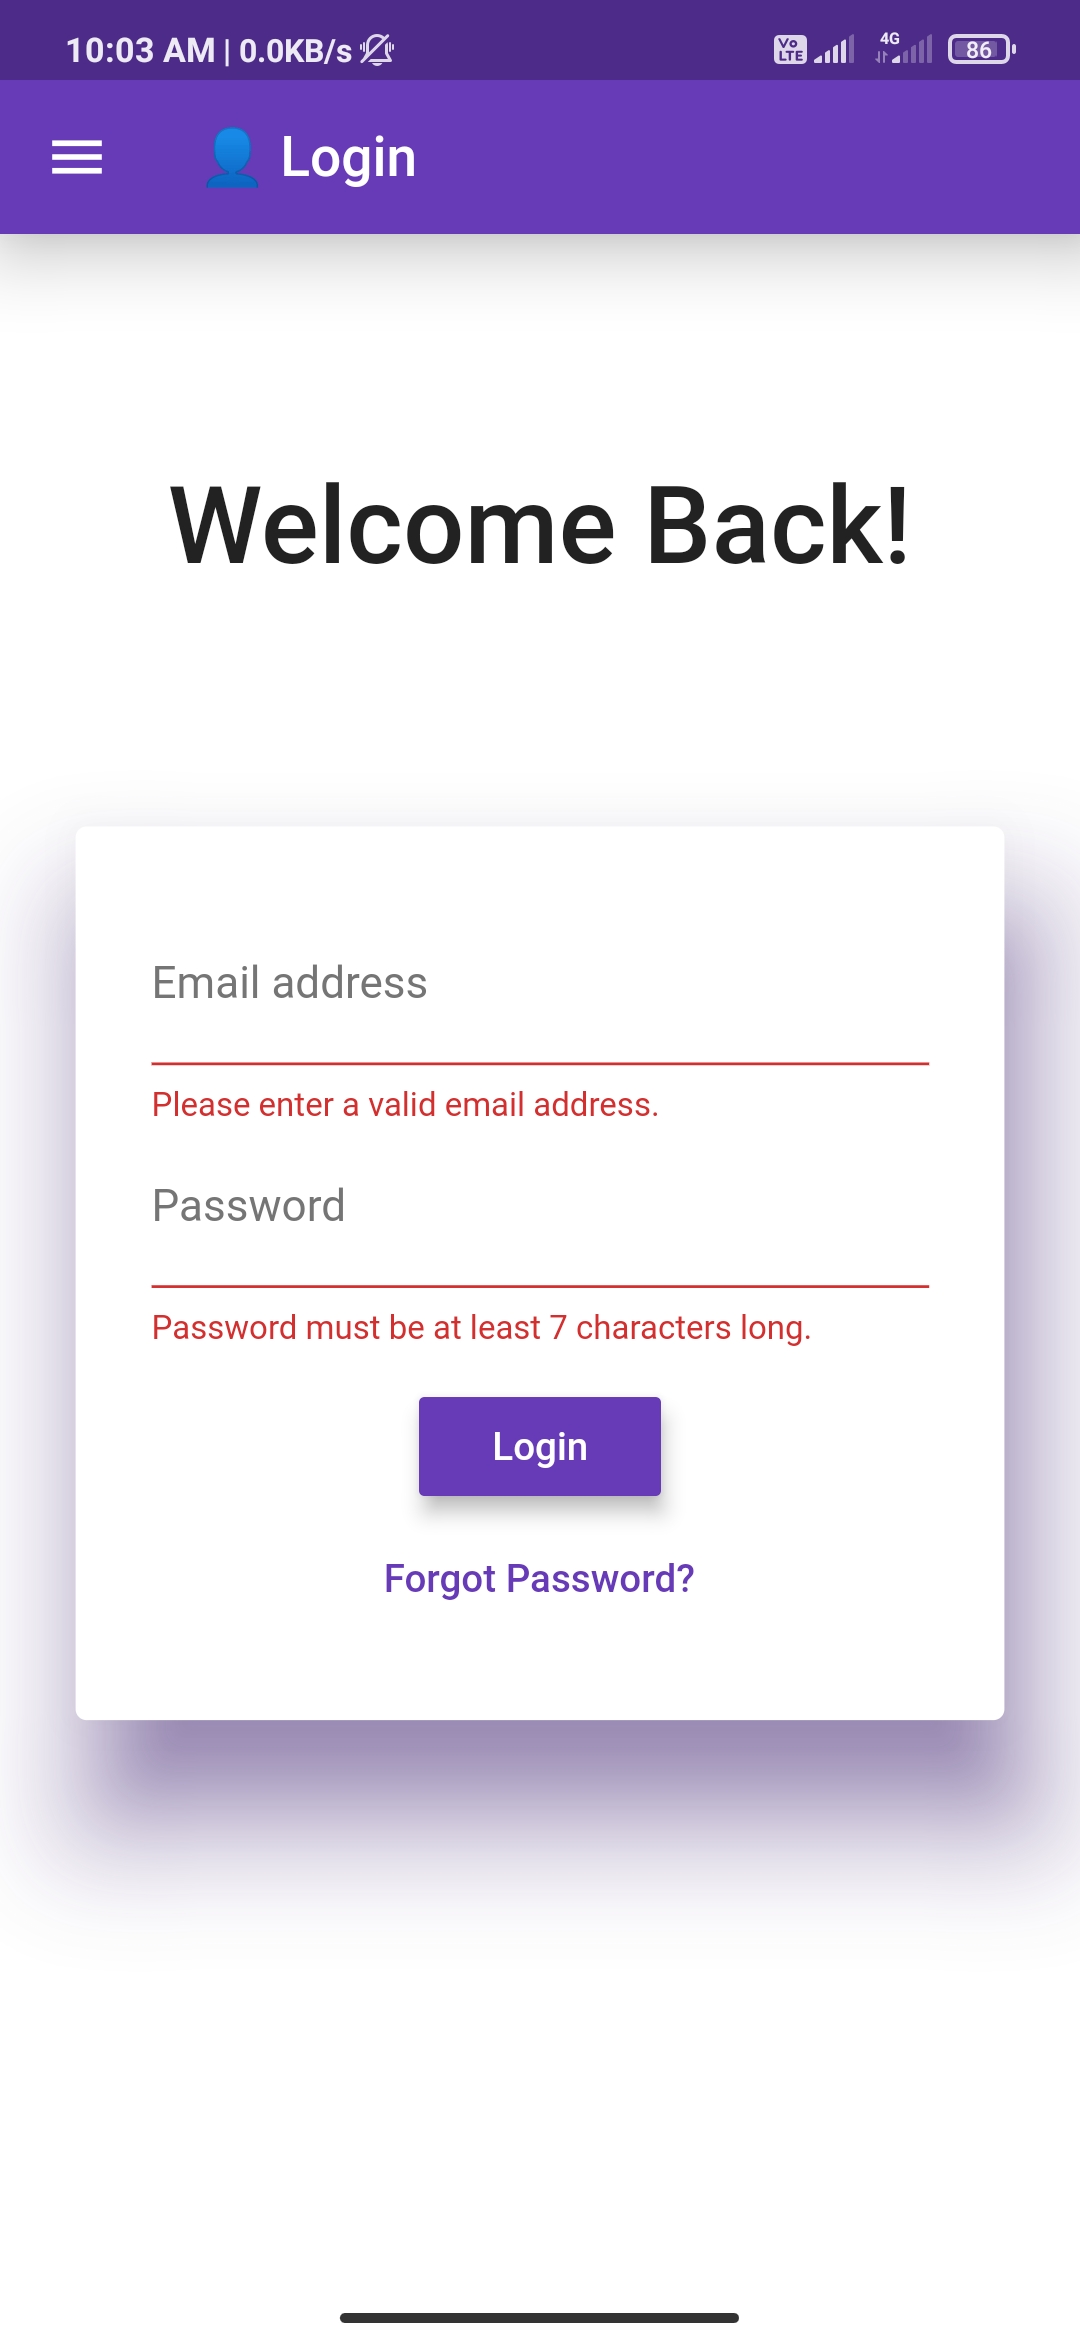 10:03 AM | 0.0KB/s
Vo LTE
4G
86
👤 Login
Welcome Back!
Email address
Please enter a valid email address.
Password
Password must be at least 7 characters long.
Login
Forgot Password?